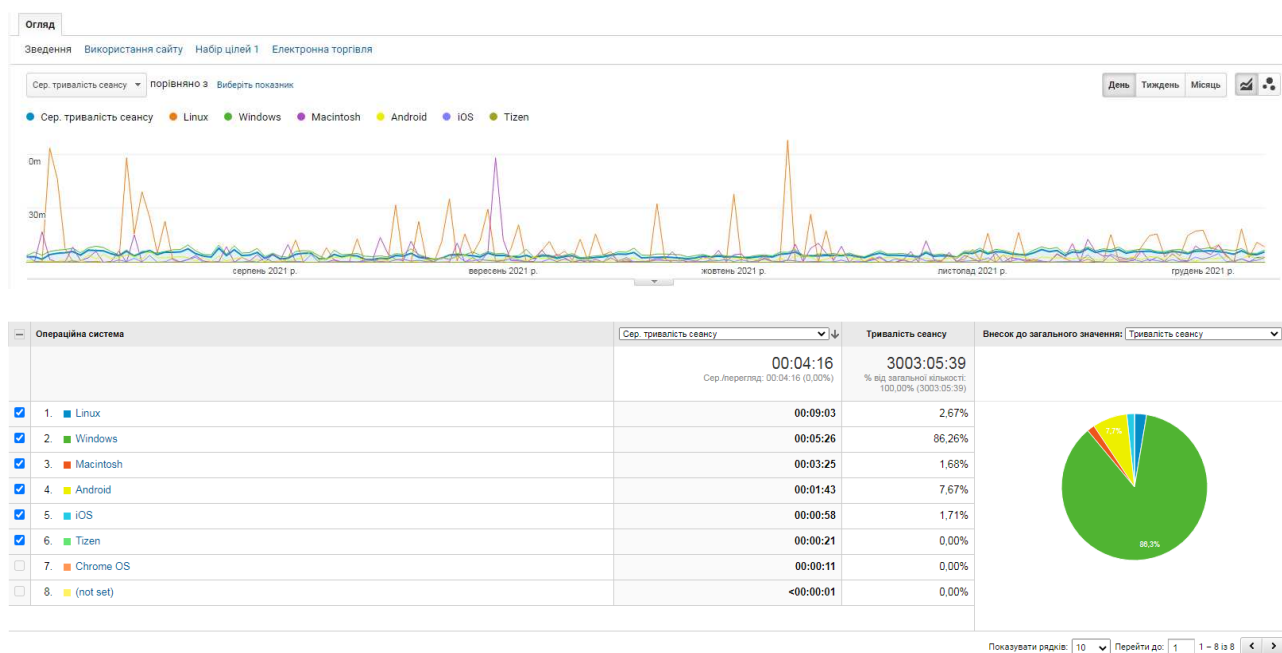 Огляд
Зведення Використання сайту Набір цілей 1 Електронна торгівля
Сер. тривалість сеансу порівняно з Виберіть показник День Тиждень Місяць
Сер. тривалість сеансу Linux Windows Macintosh Android iOS Tizen
0m
30m
серпень 2021 р. вересень 2021 р. жовтень 2021 р. листопад 2021 р. грудень 2021 р.
Операційна система Сер. тривалість сеансу Тривалість сеансу Внесок до загального значення: Тривалість сеансу
00:04:16 3003:05:39
Сер./перегляд: 00:04:16 (0,00%) % від загальної кількості:
100,00% (3003:05:39)
1. Linux 00:09:03 2,67%
2. Windows 00:05:26 86,26%
3. Macintosh 00:03:25 1,68%
4. Android 00:01:43 7,67%
5. iOS 00:00:58 1,71%
6. Tizen 00:00:21 0,00%
7. Chrome OS 00:00:11 0,00%
8. (not set) <00:00:01 0,00%
7,7%
86,3%
Показувати рядків: 10 Перейти до: 1 1 – 8 із 8